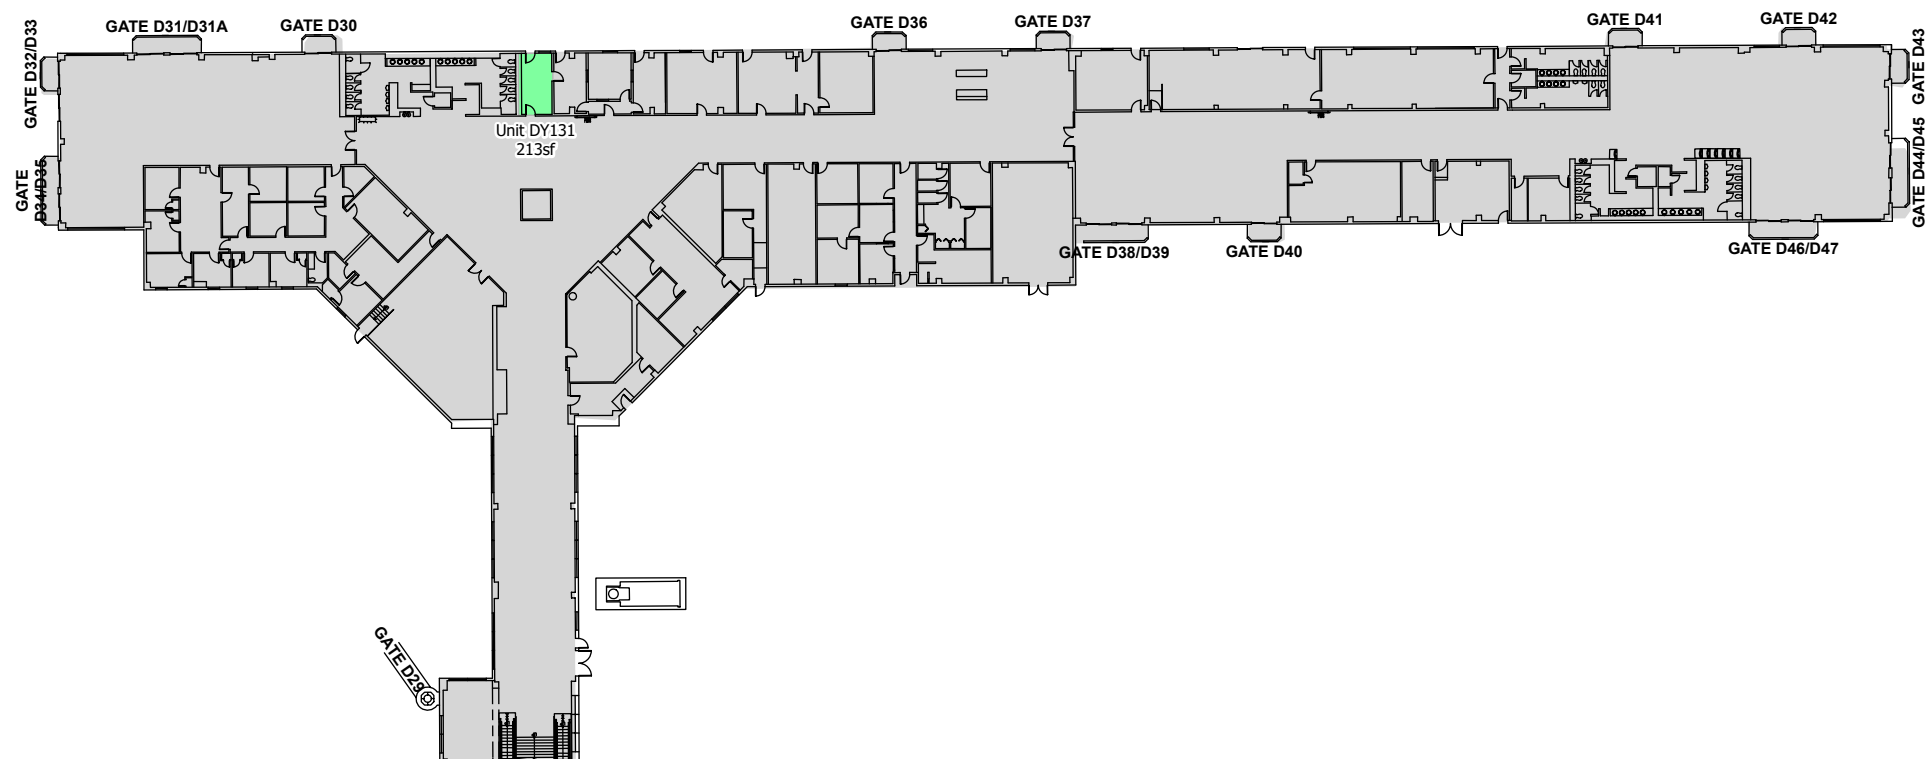 GATE D31/D31A
GATE D30
GATE D36
GATE D37
GATE D41
GATE D42
GATE D32/D33
GATE D43
Unit DY131
213sf
GATE
D34/D35
GATE D44/D45
GATE D38/D39
GATE D40
GATE D46/D47
GATE D29